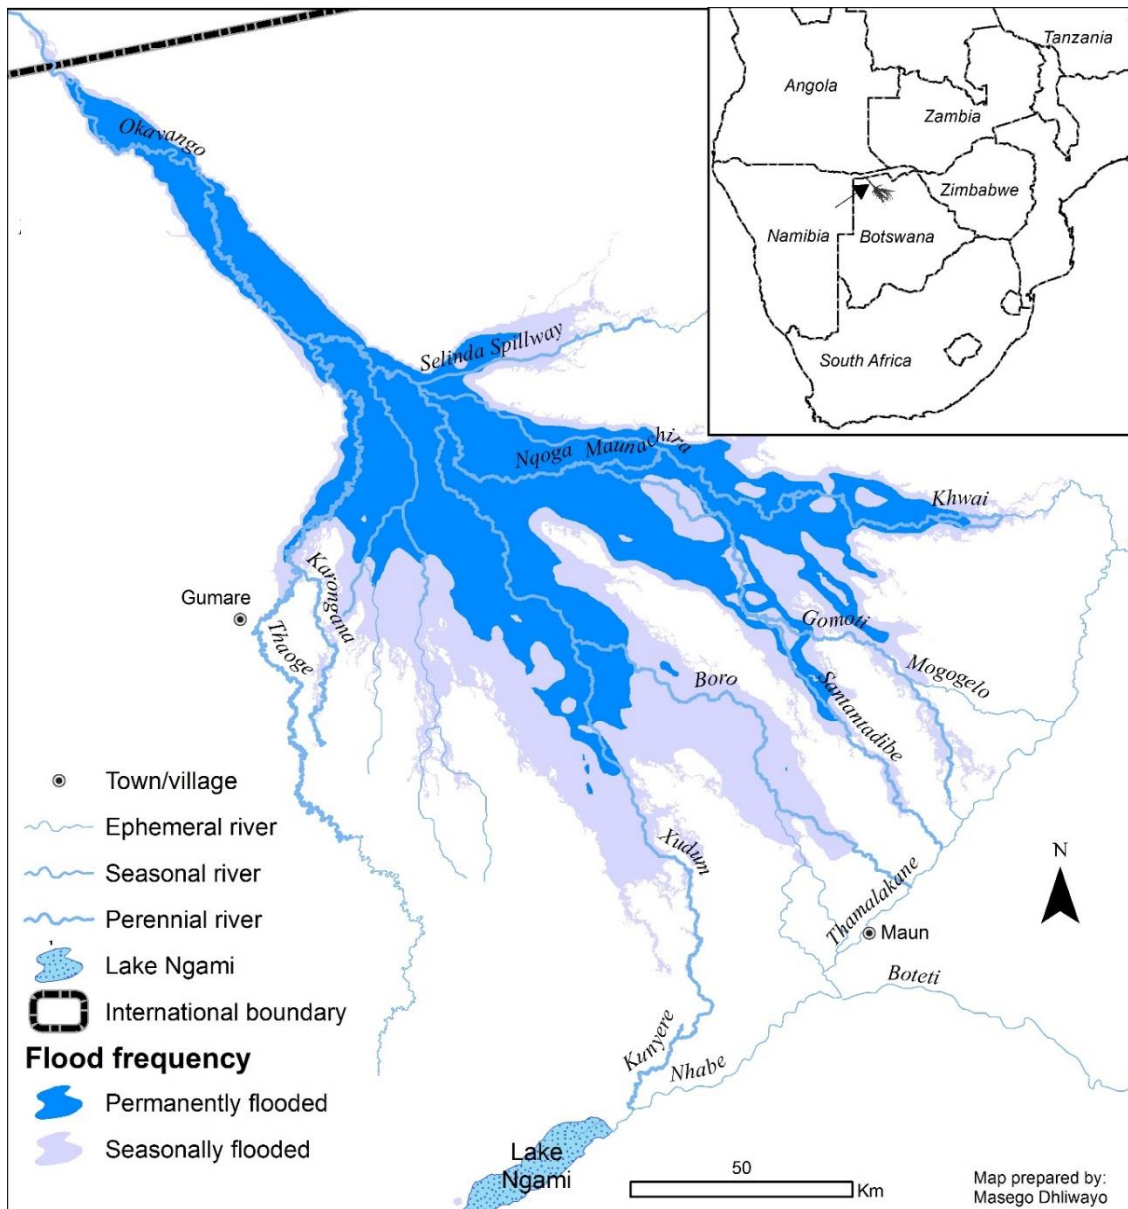 Okavango
Selinda Spillway
Nqoga Maunachira
Khwai
Karongana
Gumare
Thaoge
Gomoti
Mogogelo
Boro
Santantadibe
Xudum
Thamalakane
Maun
Boteti
Kunyere
Nhabe
Lake
Ngami
Angola
Tanzania
Zambia
Zimbabwe
Namibia
Botswana
South Africa
Town/village
Ephemeral river
Seasonal river
Perennial river
Lake Ngami
International boundary
Flood frequency
Permanently flooded
Seasonally flooded
N
50
Km
Map prepared by:
Masego Dhliwayo